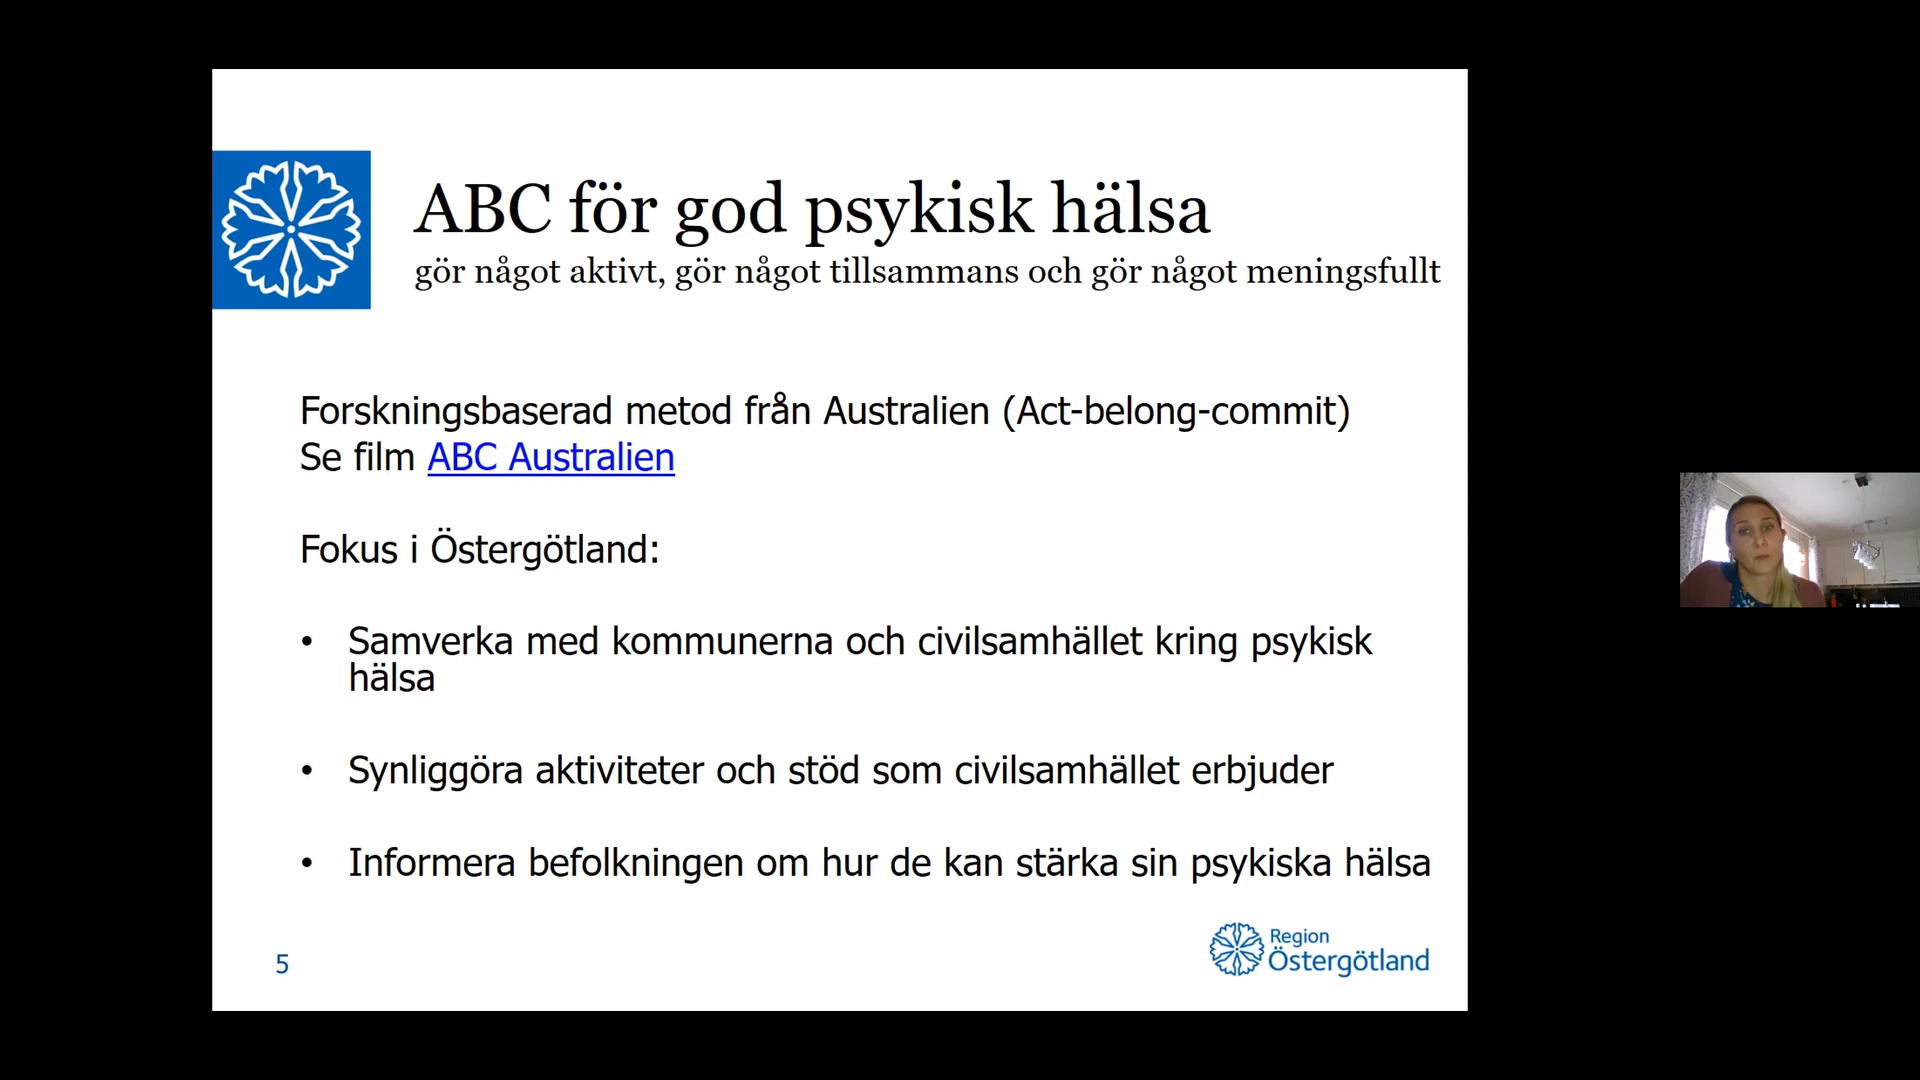 ABC för god psykisk hälsa
gör något aktivt, gör något tillsammans och gör något meningsfullt
Forskningsbaserad metod från Australien (Act-belong-commit)
Se film ABC Australien
Fokus i Östergötland:
• Samverka med kommunerna och civilsamhället kring psykisk
hälsa
• Synliggöra aktiviteter och stöd som civilsamhället erbjuder
• Informera befolkningen om hur de kan stärka sin psykiska hälsa
5
Region
Östergötland